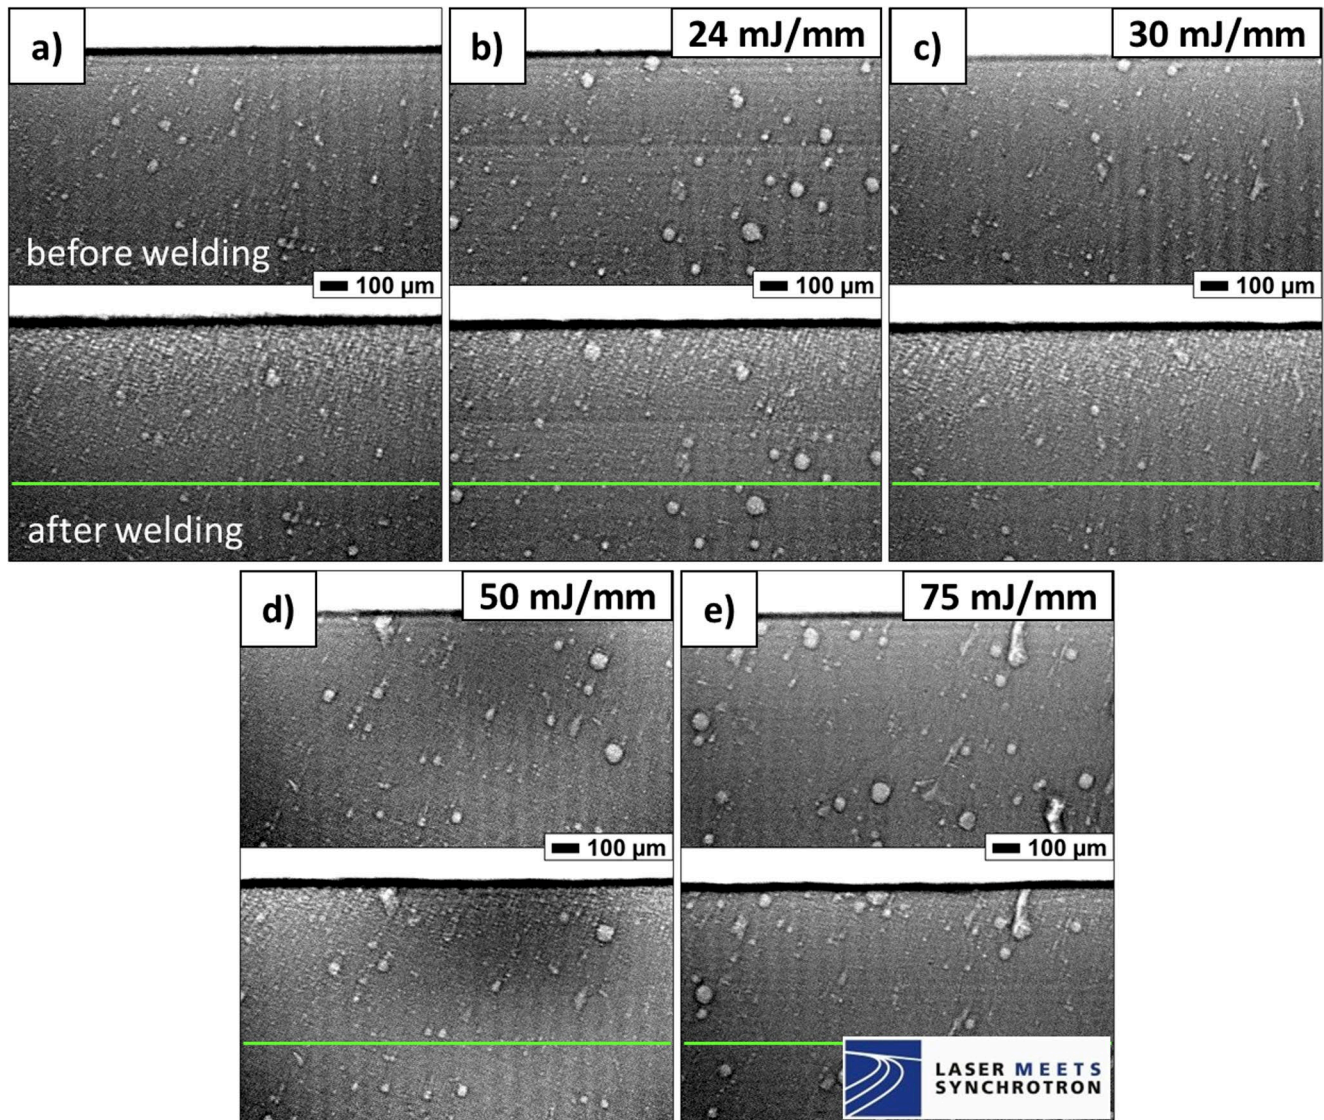 a)
b)
24 mJ/mm
c)
30 mJ/mm
before welding
100 µm
100 µm
100 µm
after welding
d)
50 mJ/mm
e)
75 mJ/mm
100 µm
100 µm
LASER MEETS
SYNCHROTRON